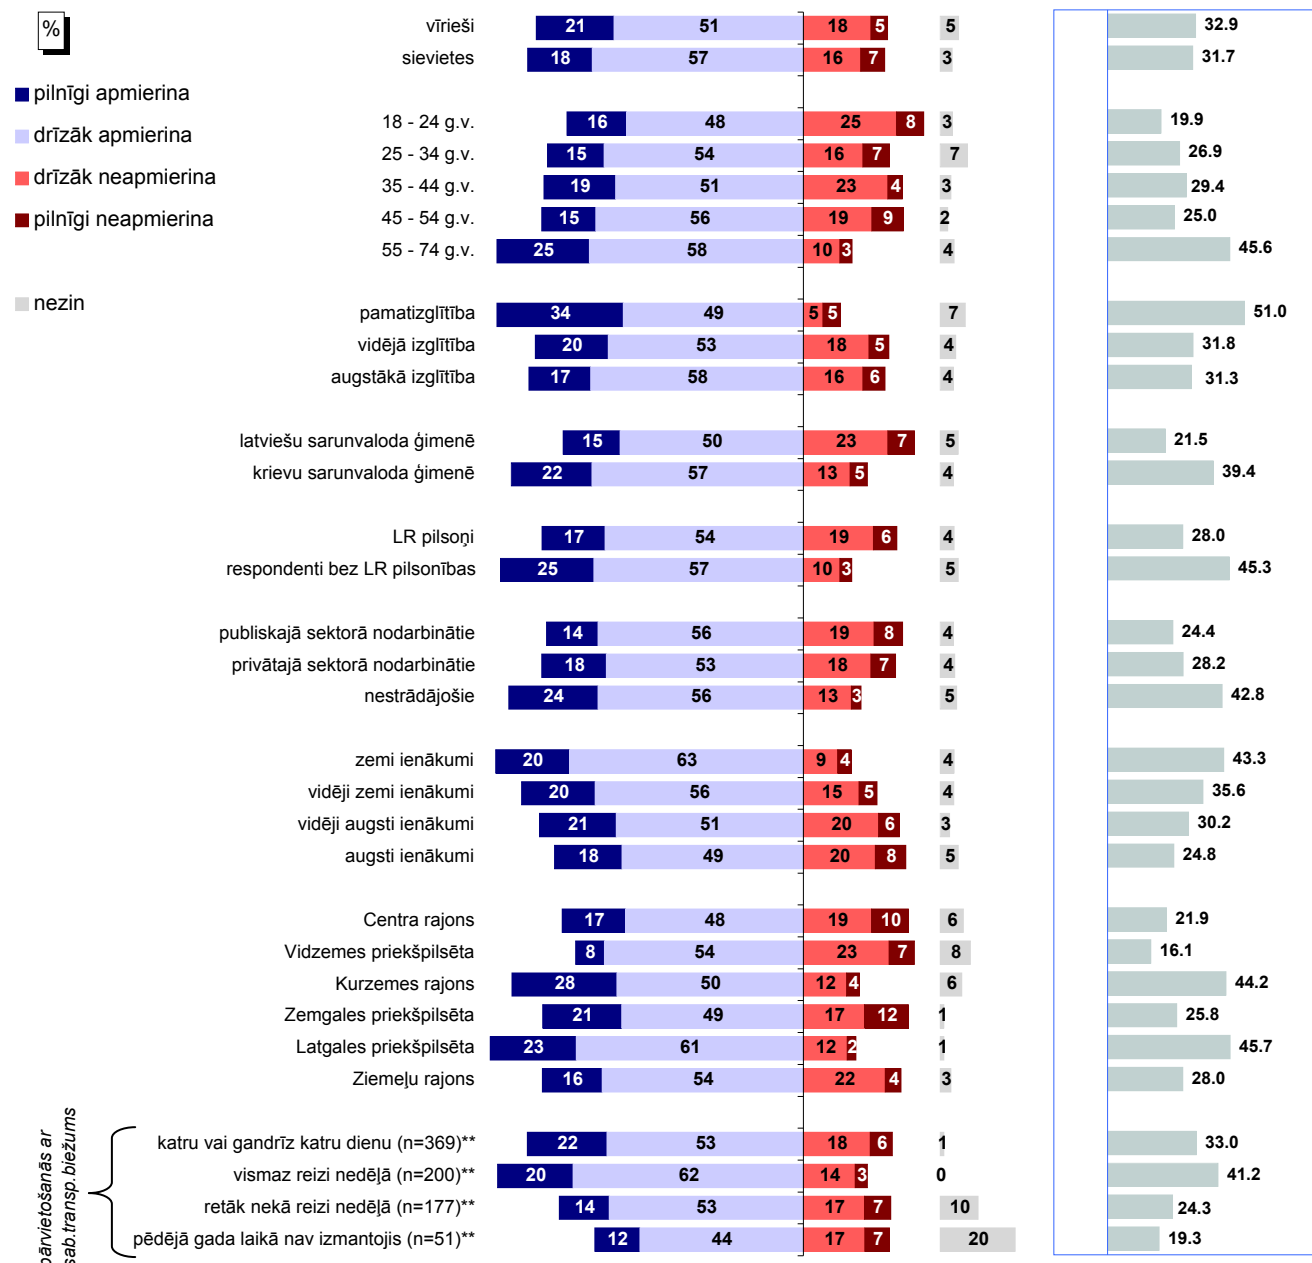 %
pilnīgi apmierina
drīzāk apmierina
drīzāk neapmierina
pilnīgi neapmierina
nezin
vīrieši 21 51 18 5 5 32.9
sievietes 18 57 16 7 3 31.7
18 - 24 g.v. 16 48 25 8 3 19.9
25 - 34 g.v. 15 54 16 7 7 26.9
35 - 44 g.v. 19 51 23 4 3 29.4
45 - 54 g.v. 15 56 19 9 2 25.0
55 - 74 g.v. 25 58 10 3 4 45.6
pamatizglītība 34 49 5 5 7 51.0
vidējā izglītība 20 53 18 5 4 31.8
augstākā izglītība 17 58 16 6 4 31.3
latviešu sarunvaloda ģimenē 15 50 23 7 5 21.5
krievu sarunvaloda ģimenē 22 57 13 5 4 39.4
LR pilsoņi 17 54 19 6 4 28.0
respondenti bez LR pilsonības 25 57 10 3 5 45.3
publiskajā sektorā nodarbinātie 14 56 19 8 4 24.4
privātajā sektorā nodarbinātie 18 53 18 7 4 28.2
nestrādājošie 24 56 13 3 5 42.8
zemi ienākumi 20 63 9 4 4 43.3
vidēji zemi ienākumi 20 56 15 5 4 35.6
vidēji augsti ienākumi 21 51 20 6 3 30.2
augsti ienākumi 18 49 20 8 5 24.8
Centra rajons 17 48 19 10 6 21.9
Vidzemes priekšpilsēta 8 54 23 7 8 16.1
Kurzemes rajons 28 50 12 4 6 44.2
Zemgales priekšpilsēta 21 49 17 12 1 25.8
Latgales priekšpilsēta 23 61 12 2 1 45.7
Ziemeļu rajons 16 54 22 4 3 28.0
pārvietošanās ar
sab.transp.biežums
katru vai gandrīz katru dienu (n=369)** 22 53 18 6 1 33.0
vismaz reizi nedēļā (n=200)** 20 62 14 3 0 41.2
retāk nekā reizi nedēļā (n=177)** 14 53 17 7 10 24.3
pēdējā gada laikā nav izmantojis (n=51)** 12 44 17 7 20 19.3